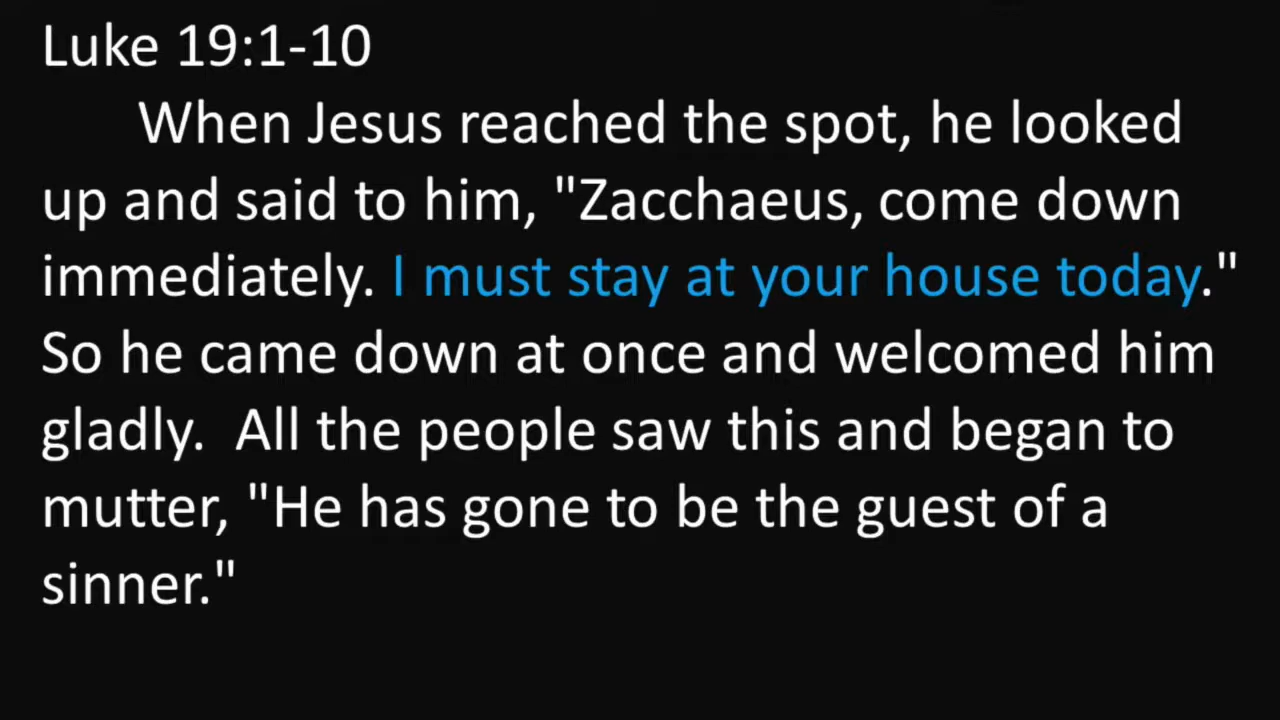 Luke 19:1-10
When Jesus reached the spot, he looked
up and said to him, "Zacchaeus, come down
immediately. I must stay at your house today."
So he came down at once and welcomed him
gladly.  All the people saw this and began to
mutter, "He has gone to be the guest of a
sinner."